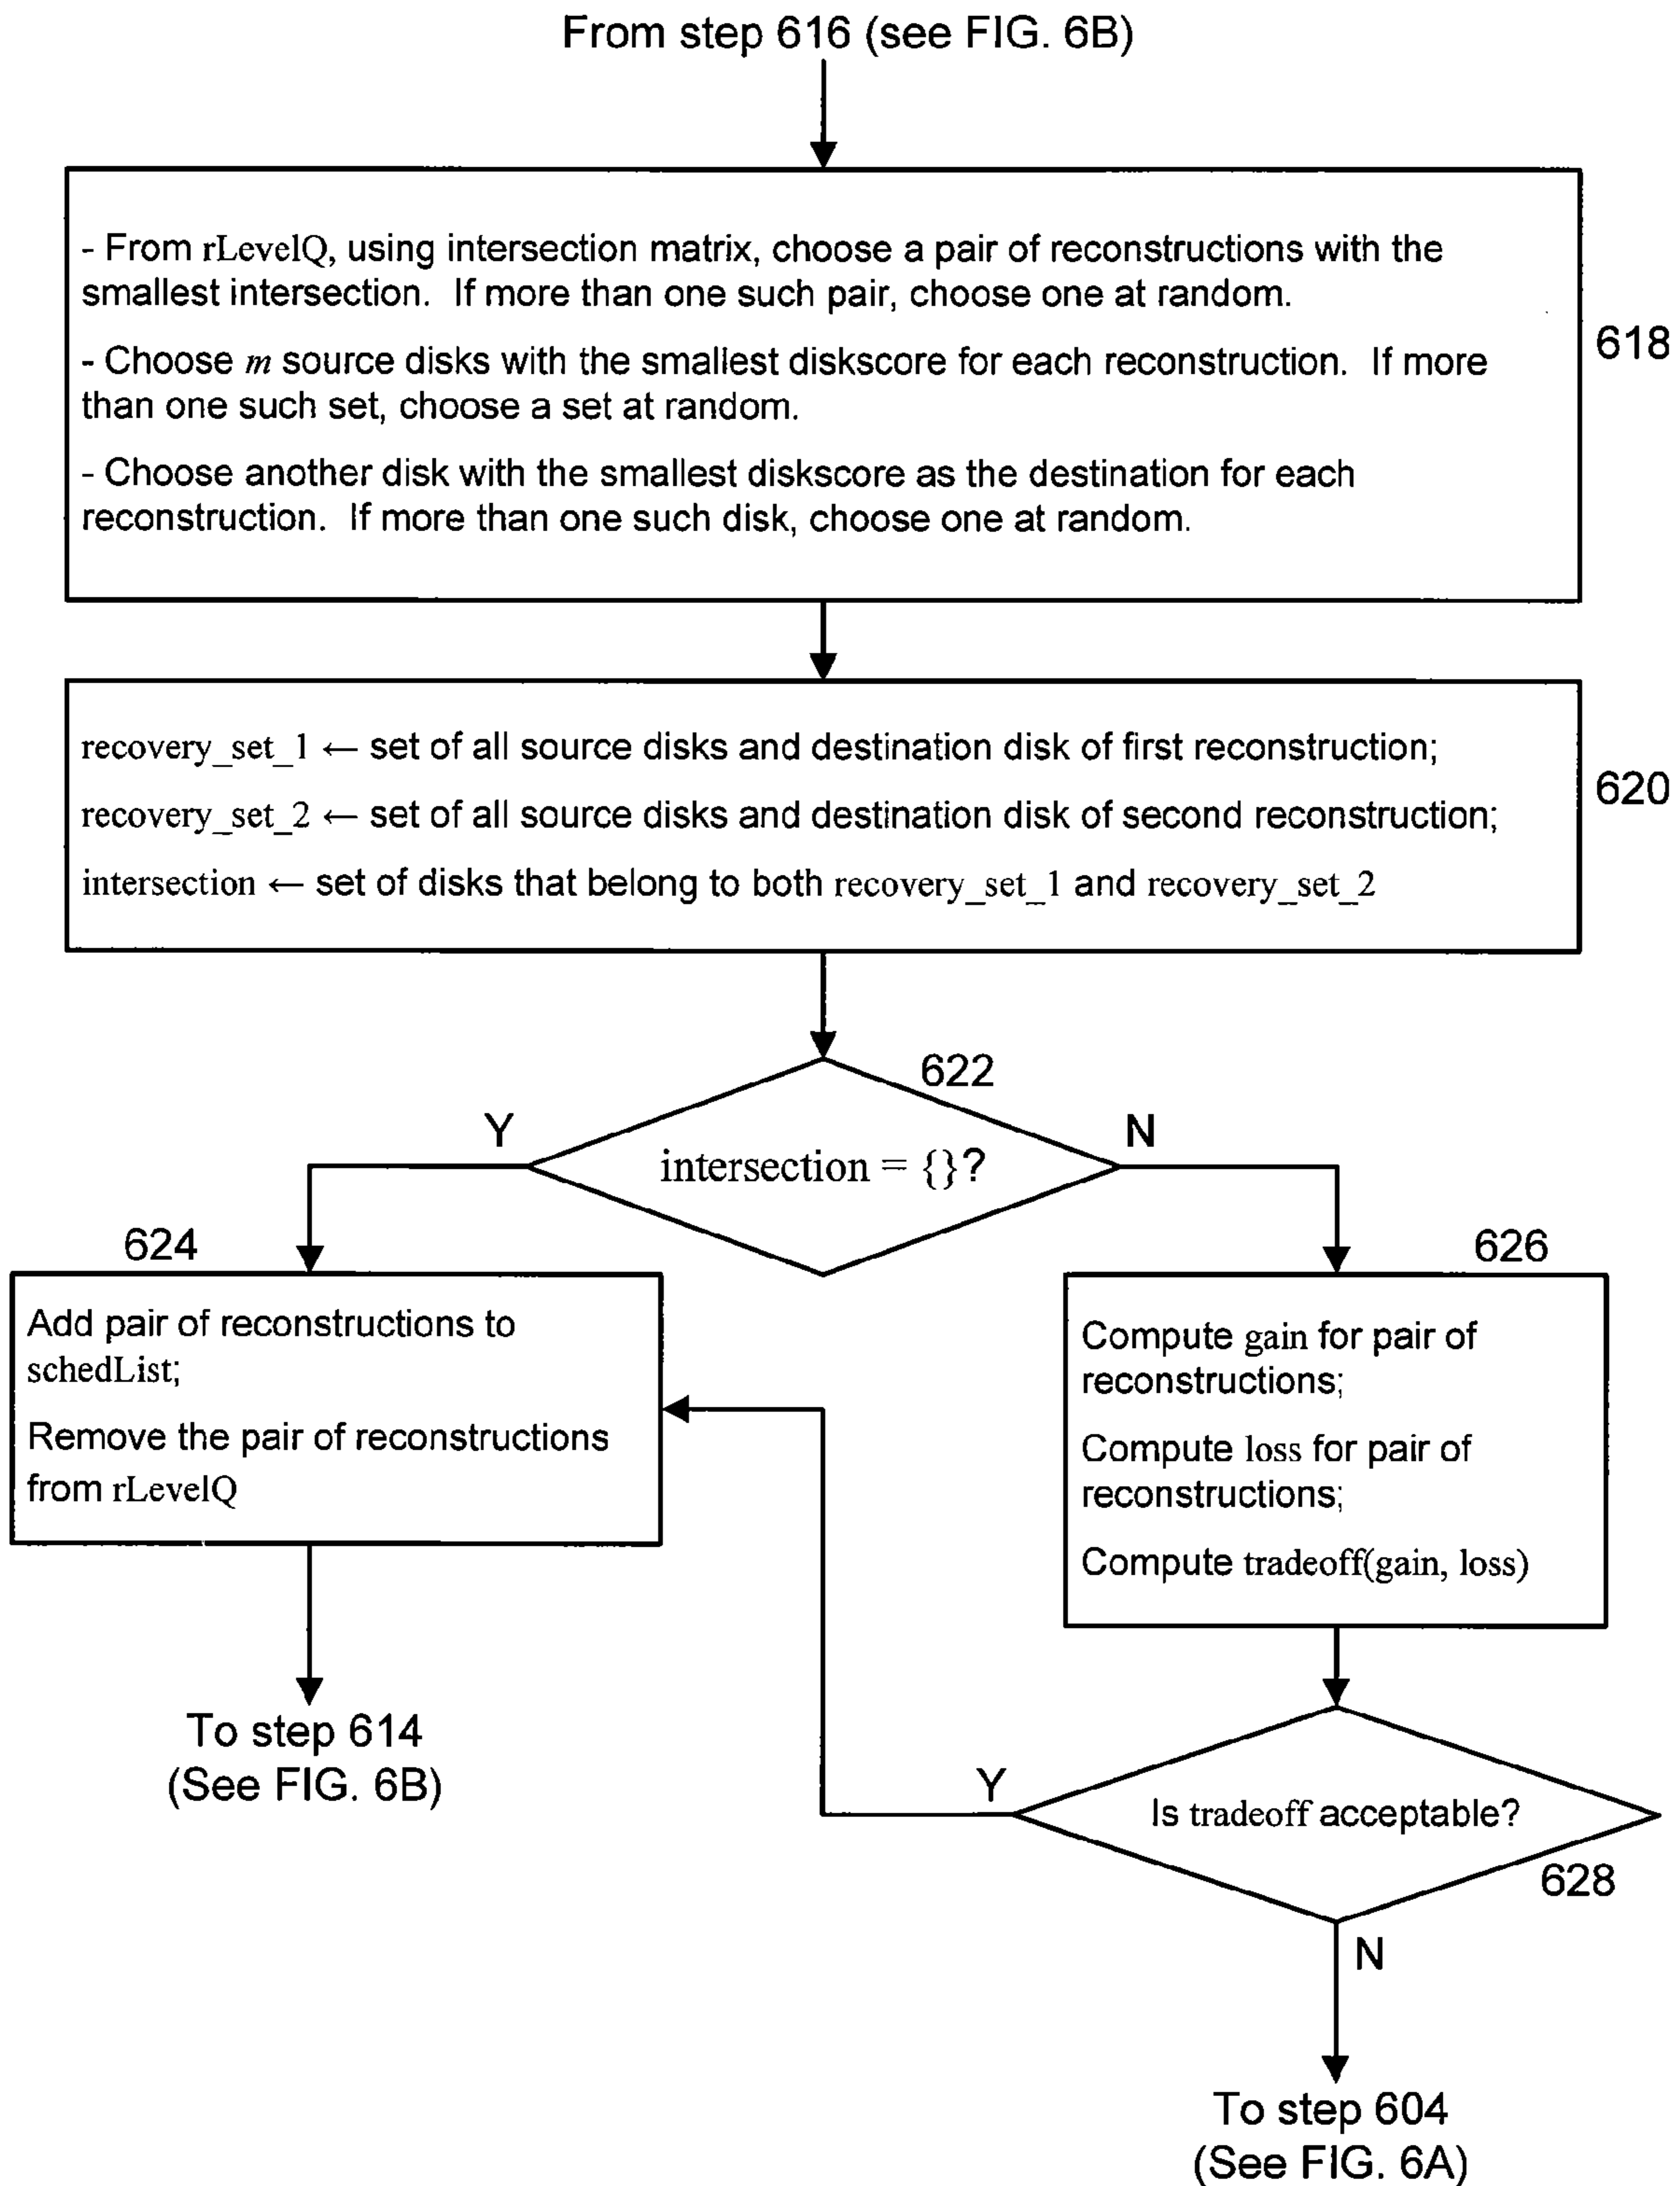 From step 616 (see FIG. 6B)
- From rLevelQ, using intersection matrix, choose a pair of reconstructions with the
smallest intersection. If more than one such pair, choose one at random.
- Choose m source disks with the smallest diskscore for each reconstruction. If more
than one such set, choose a set at random.
- Choose another disk with the smallest diskscore as the destination for each
reconstruction. If more than one such disk, choose one at random.
618
recovery_set_1 ← set of all source disks and destination disk of first reconstruction;
recovery_set_2 ← set of all source disks and destination disk of second reconstruction;
intersection ← set of disks that belong to both recovery_set_1 and recovery_set_2
620
622
Y
N
intersection = {}?
624
Add pair of reconstructions to
schedList;
Remove the pair of reconstructions
from rLevelQ
626
Compute gain for pair of
reconstructions;
Compute loss for pair of
reconstructions;
Compute tradeoff(gain, loss)
To step 614
(See FIG. 6B)
Y
Is tradeoff acceptable?
628
N
To step 604
(See FIG. 6A)